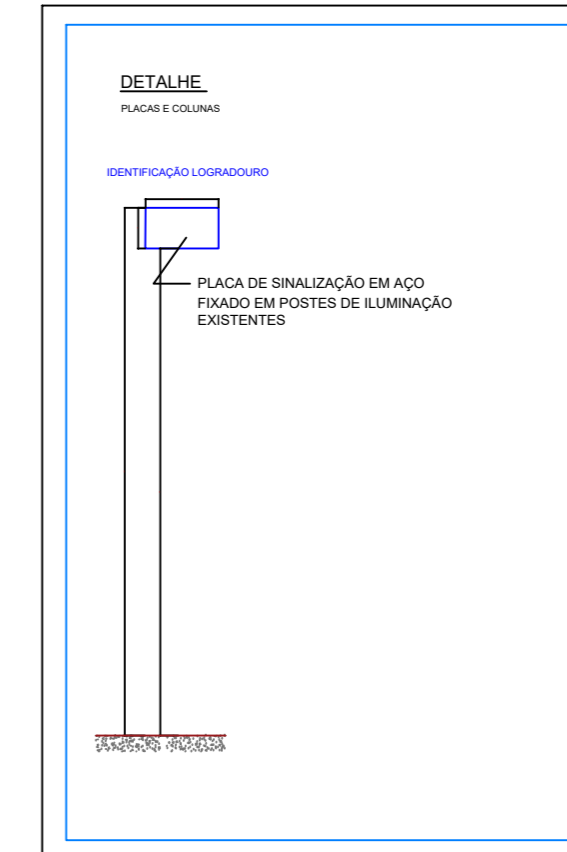 DETALHE
PLACAS E COLUNAS
IDENTIFICAÇÃO LOGRADOURO
PLACA DE SINALIZAÇÃO EM AÇO
FIXADO EM POSTES DE ILUMINAÇÃO
EXISTENTES